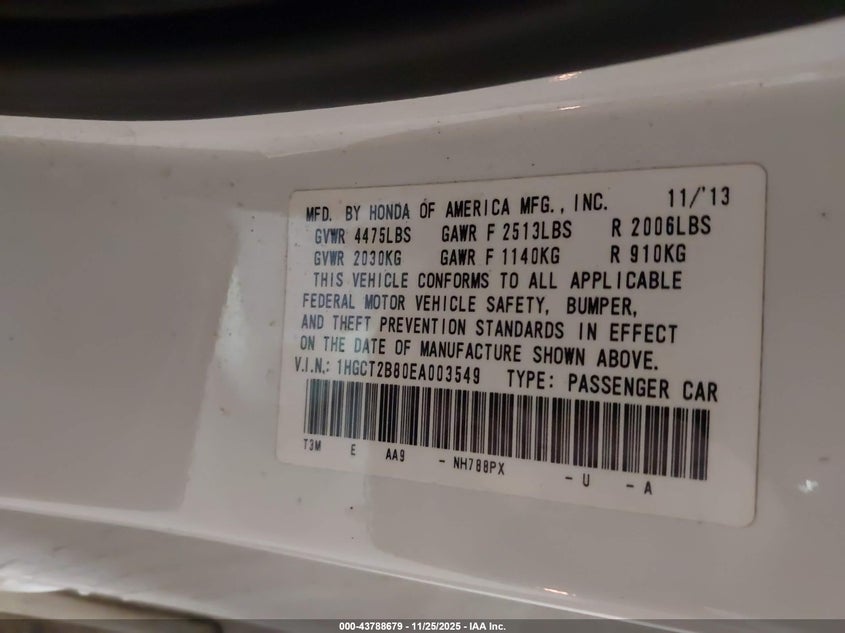 MFD. BY HONDA OF AMERICA MFG., INC. 11/'13
GVWR 4475LBS GAWR F 2513LBS R 2006LBS
GVWR 2030KG GAWR F 1140KG R 910KG
THIS VEHICLE CONFORMS TO ALL APPLICABLE
FEDERAL MOTOR VEHICLE SAFETY, BUMPER,
AND THEFT PREVENTION STANDARDS IN EFFECT
ON THE DATE OF MANUFACTURE SHOWN ABOVE.
V.I.N.: 1HGCT2B80EA003549 TYPE: PASSENGER CAR
T3M E AA9 - NH788PX - U - A
000-43788679 - 11/25/2025 - IAA Inc.